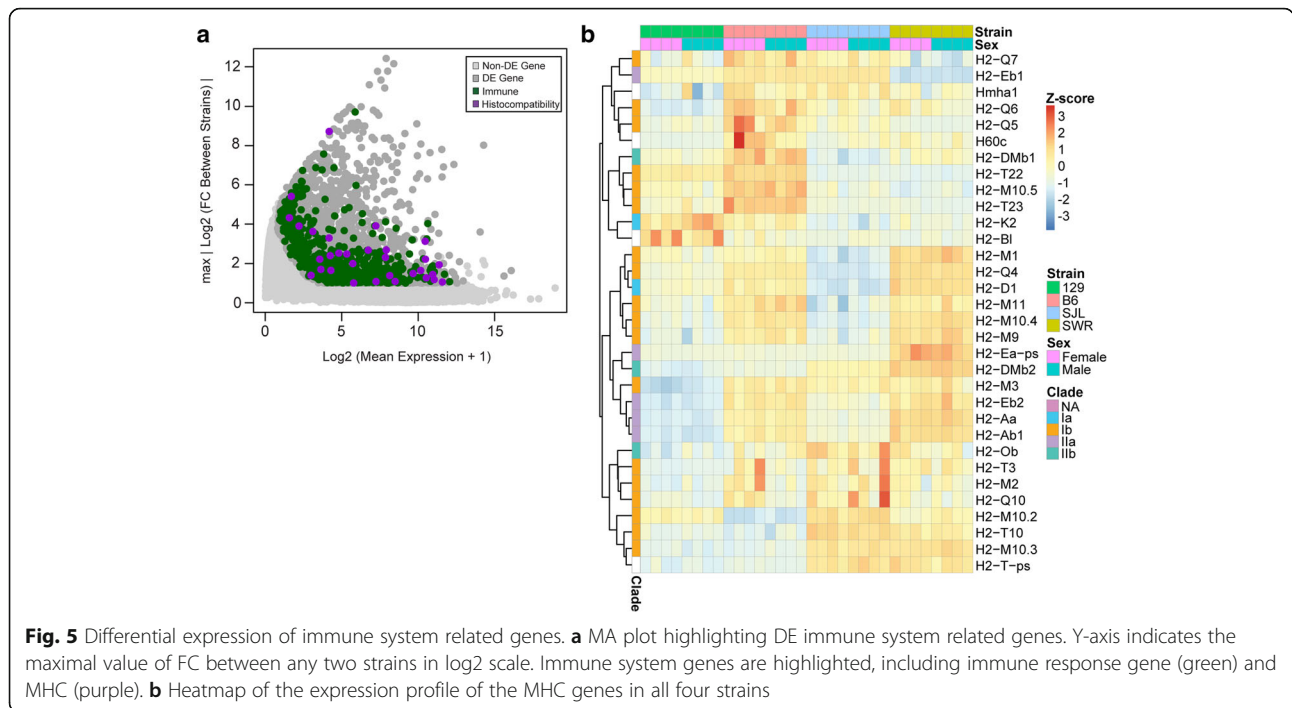 a
max | Log2 (FC Between Strains) |
12
10
8
6
4
2
0
0 5 10 15
Log2 (Mean Expression + 1)
Non-DE Gene
DE Gene
Immune
Histocompatibility
b
Strain
Sex
H2−Q7
H2−Eb1
Hmha1
H2−Q6
H2−Q5
H60c
H2−DMb1
H2−T22
H2−M10.5
H2−T23
H2−K2
H2−Bl
H2−M1
H2−Q4
H2−D1
H2−M11
H2−M10.4
H2−M9
H2−Ea−ps
H2−DMb2
H2−M3
H2−Eb2
H2−Aa
H2−Ab1
H2−Ob
H2−T3
H2−M2
H2−Q10
H2−M10.2
H2−T10
H2−M10.3
H2−T−ps
Clade
Z-score
3
2
1
0
-1
-2
-3
Strain
129
B6
SJL
SWR
Sex
Female
Male
Clade
NA
Ia
Ib
IIa
IIb
Fig. 5 Differential expression of immune system related genes. a MA plot highlighting DE immune system related genes. Y-axis indicates the
maximal value of FC between any two strains in log2 scale. Immune system genes are highlighted, including immune response gene (green) and
MHC (purple). b Heatmap of the expression profile of the MHC genes in all four strains